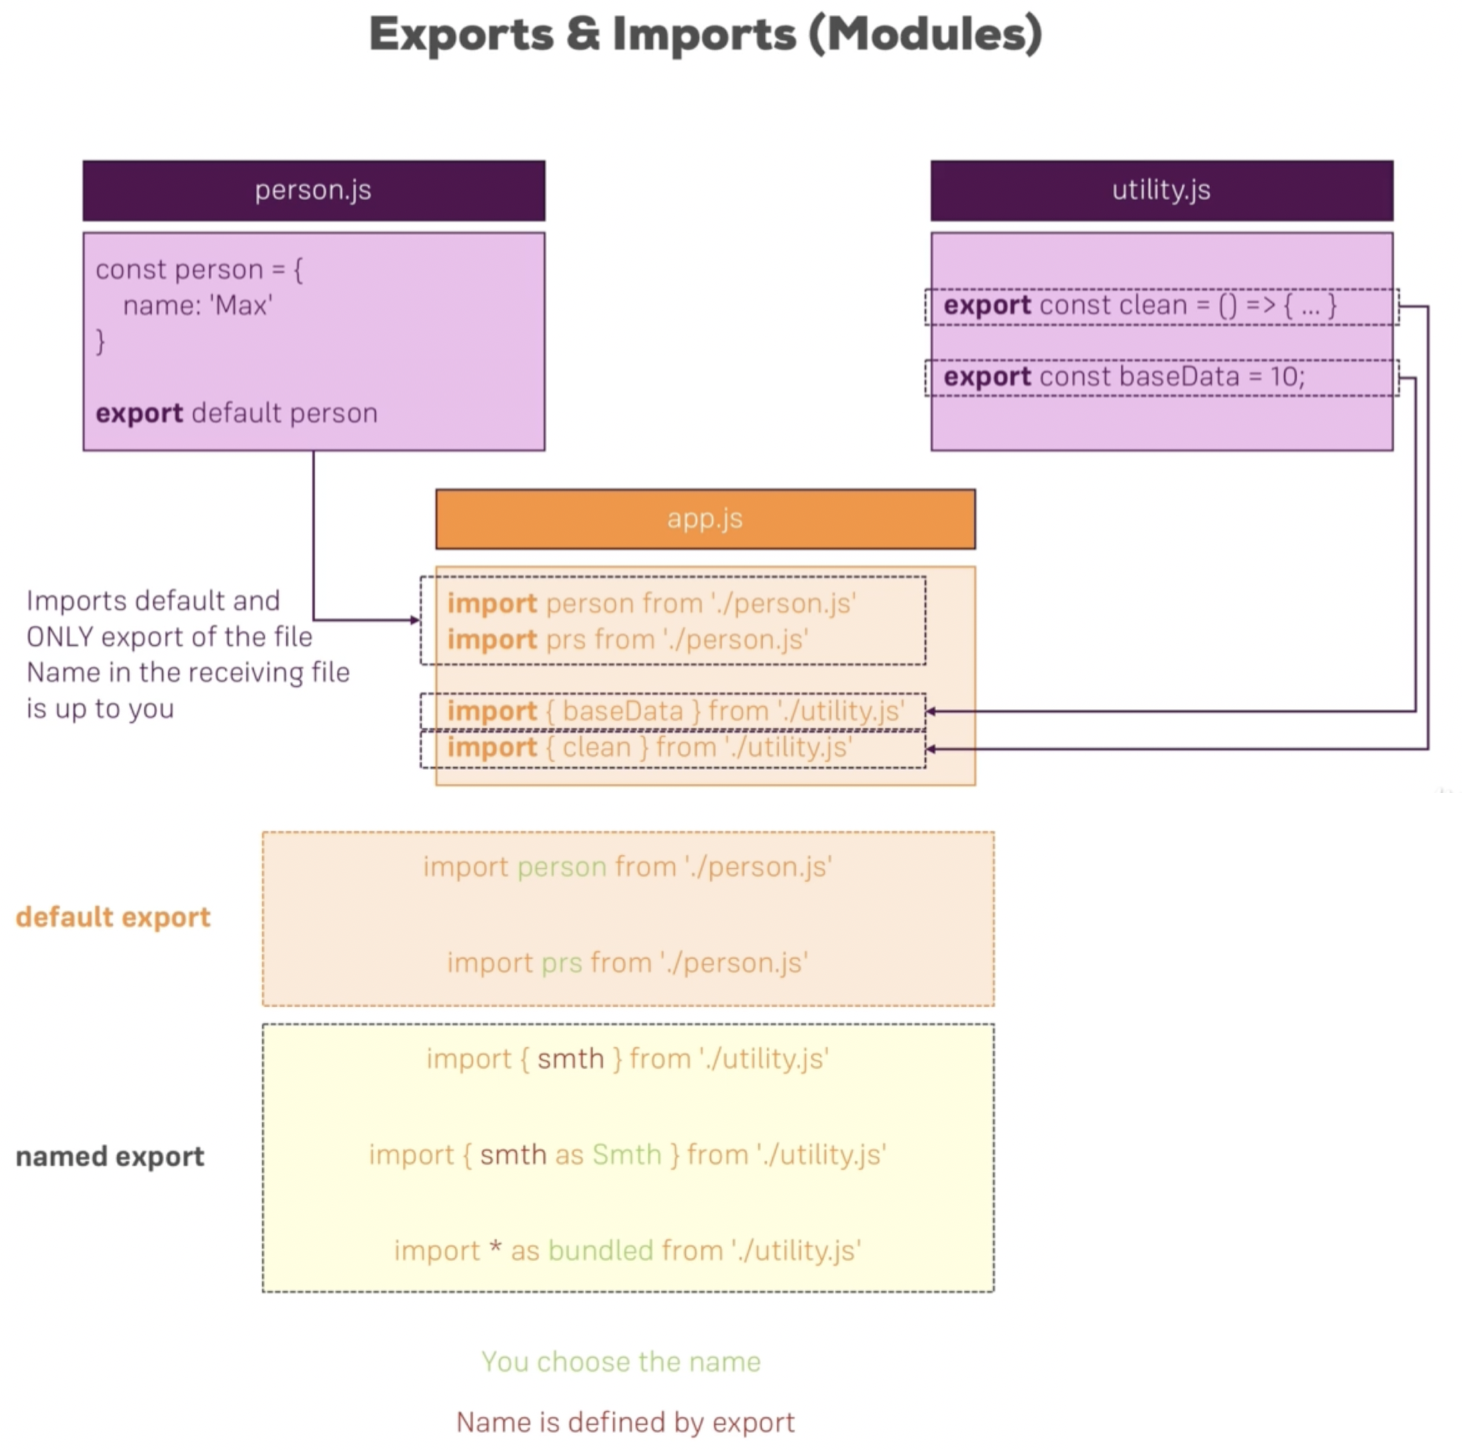 Exports & Imports (Modules)
person.js
const person = {
name: 'Max'
}
export default person
utility.js
export const clean = () => { ... }
export const baseData = 10;
app.js
import person from './person.js'
import prs from './person.js'
import { baseData } from './utility.js'
import { clean } from './utility.js'
Imports default and
ONLY export of the file
Name in the receiving file
is up to you
default export
import person from './person.js'
import prs from './person.js'
named export
import { smth } from './utility.js'
import { smth as Smth } from './utility.js'
import * as bundled from './utility.js'
You choose the name
Name is defined by export